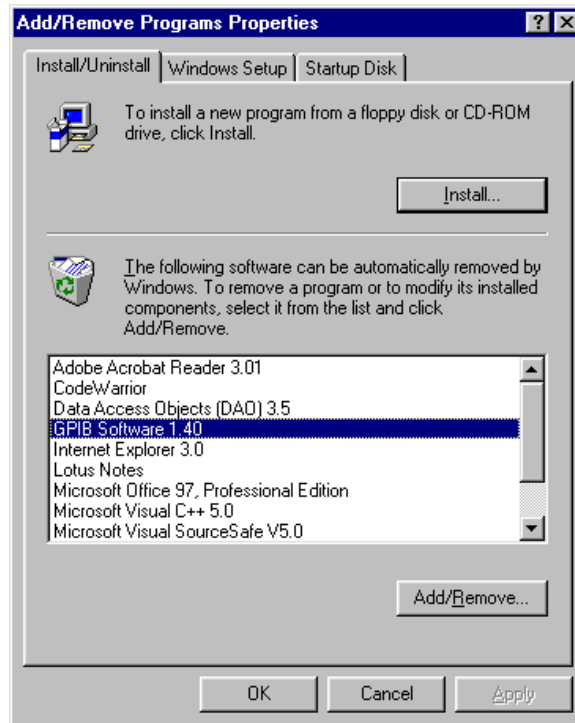 Add/Remove Programs Properties
Install/Uninstall
Windows Setup
Startup Disk
To install a new program from a floppy disk or CD-ROM
drive, click Install.
Install...
The following software can be automatically removed by
Windows. To remove a program or to modify its installed
components, select it from the list and click
Add/Remove.
Adobe Acrobat Reader 3.01
CodeWarrior
Data Access Objects (DAO) 3.5
GPIB Software 1.40
Internet Explorer 3.0
Lotus Notes
Microsoft Office 97, Professional Edition
Microsoft Visual C++ 5.0
Microsoft Visual SourceSafe V5.0
Add/Remove...
OK
Cancel
Apply